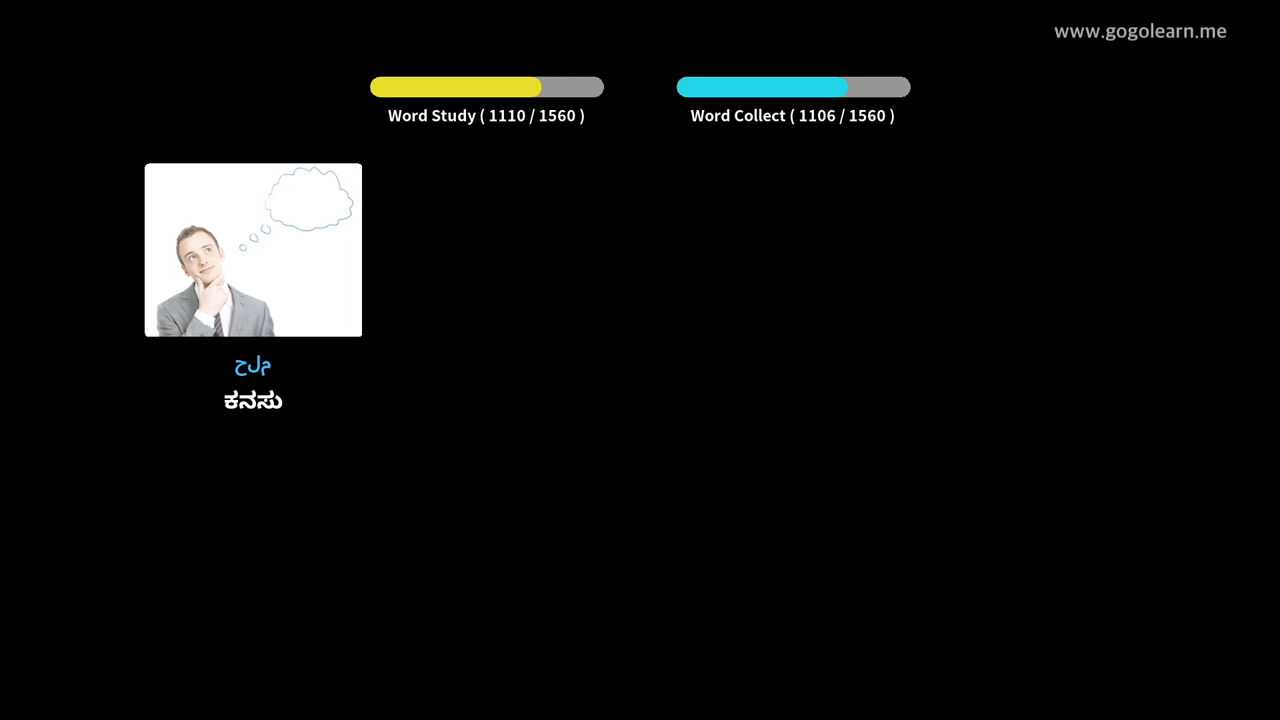 www.gogolearn.me
Word Study ( 1110 / 1560 )
Word Collect ( 1106 / 1560 )
حلم
ಕನಸು